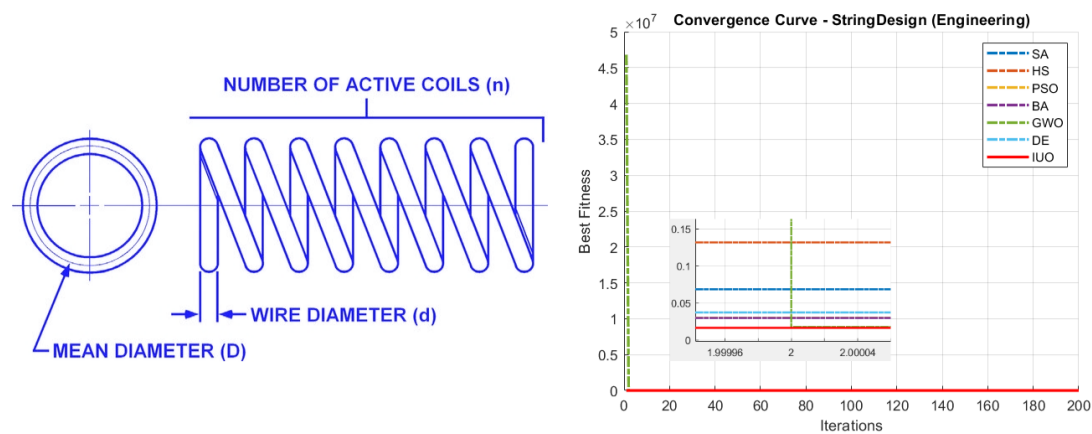 NUMBER OF ACTIVE COILS (n)
WIRE DIAMETER (d)
MEAN DIAMETER (D)
Convergence Curve - StringDesign (Engineering)
×10⁷
5
4.5
4
3.5
3
2.5
2
1.5
1
0.5
0
Best Fitness
SA
HS
PSO
BA
GWO
DE
IUO
0.15
0.1
0.05
0
1.99996 2 2.00004
0 20 40 60 80 100 120 140 160 180 200
Iterations